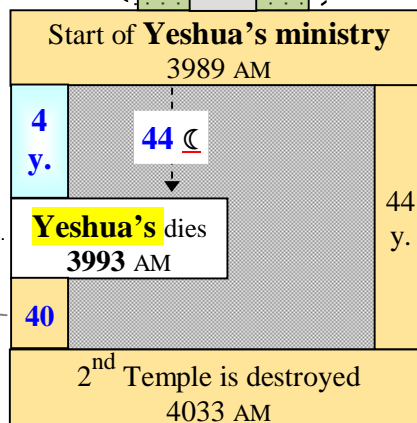 Start of Yeshua's ministry
3989 AM
4
y.
44 ☾
44
y.
Yeshua's dies
3993 AM
40
2nd Temple is destroyed
4033 AM